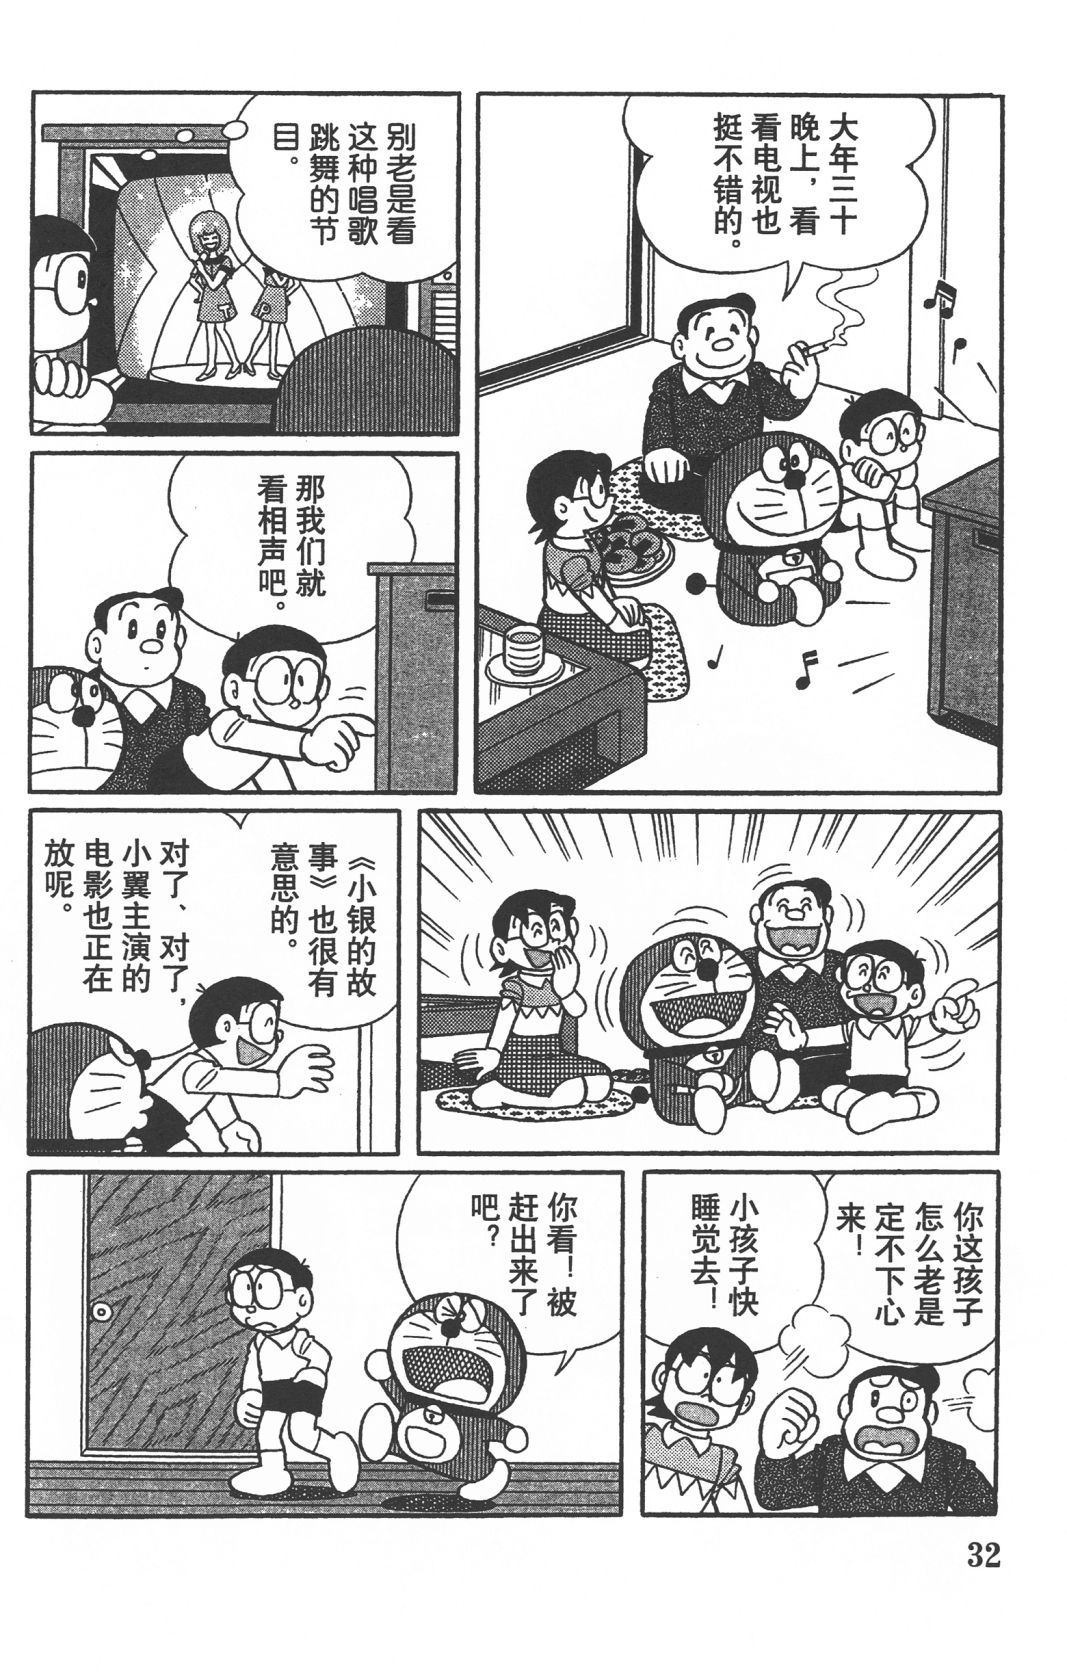 大年三十
晚上，看
看电视也
挺不错的。
别老是看
这种唱歌
跳舞的节
目。
那我们就
看相声吧。
《小银的故
事》也很有
意思的。
对了、对了，
小翼主演的
电影也正在
放呢。
你这孩子
怎么老是
定不下心
来！
小孩子快
睡觉去！
你看！被
赶出来了
吧？
32